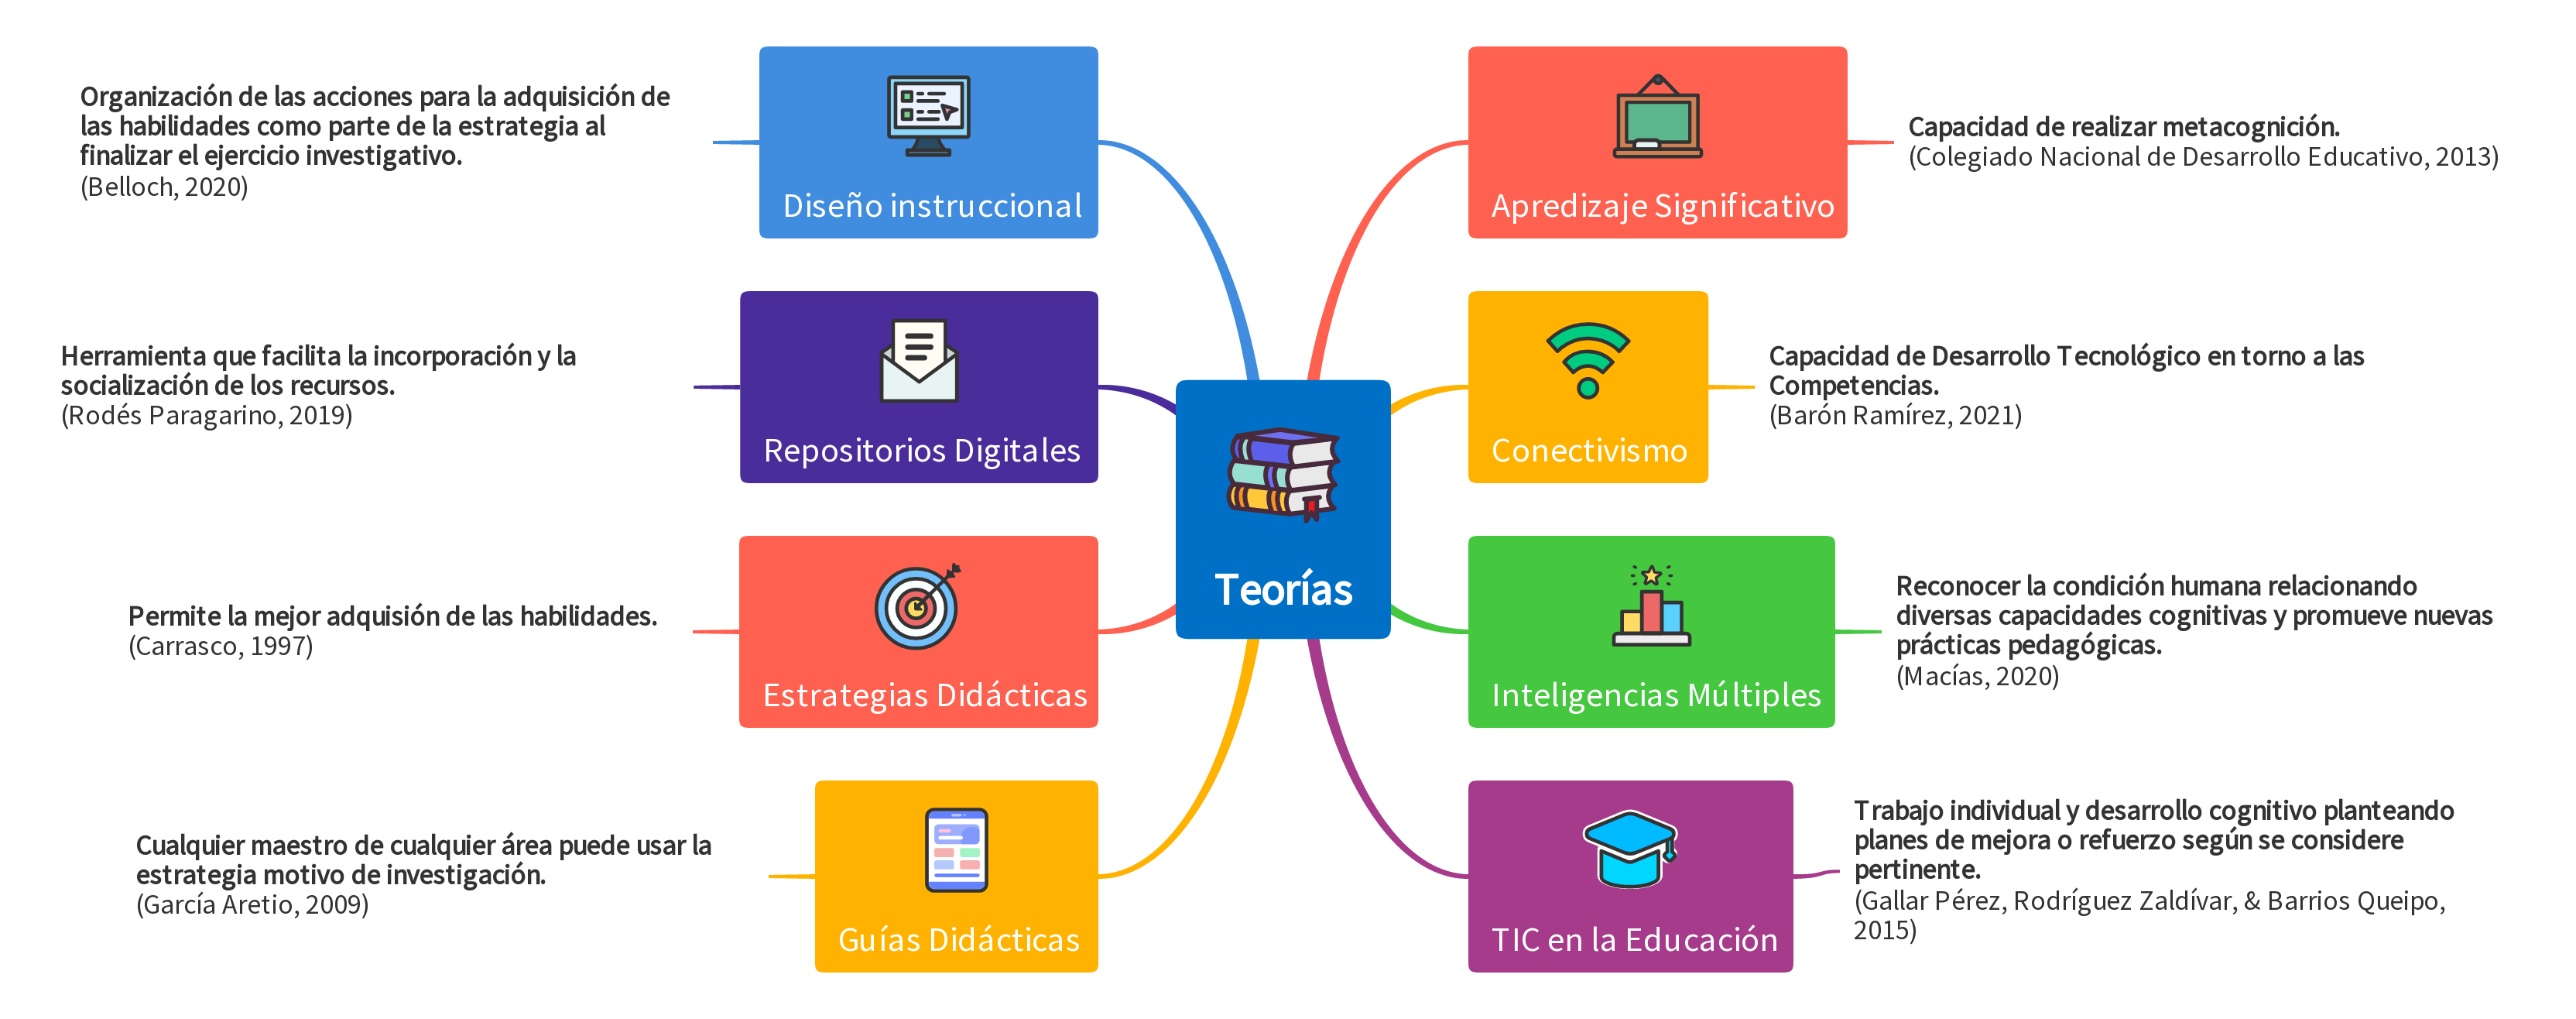 Organización de las acciones para la adquisición de
las habilidades como parte de la estrategia al
finalizar el ejercicio investigativo.
(Belloch, 2020)
Diseño instruccional
Herramienta que facilita la incorporación y la
socialización de los recursos.
(Rodés Paragarino, 2019)
Repositorios Digitales
Permite la mejor adquisión de las habilidades.
(Carrasco, 1997)
Estrategias Didácticas
Cualquier maestro de cualquier área puede usar la
estrategia motivo de investigación.
(García Aretio, 2009)
Guías Didácticas
Teorías
Apredizaje Significativo
Capacidad de realizar metacognición.
(Colegiado Nacional de Desarrollo Educativo, 2013)
Conectivismo
Capacidad de Desarrollo Tecnológico en torno a las
Competencias.
(Barón Ramírez, 2021)
Inteligencias Múltiples
Reconocer la condición humana relacionando
diversas capacidades cognitivas y promueve nuevas
prácticas pedagógicas.
(Macías, 2020)
TIC en la Educación
Trabajo individual y desarrollo cognitivo planteando
planes de mejora o refuerzo según se considere
pertinente.
(Gallar Pérez, Rodríguez Zaldívar, & Barrios Queipo,
2015)